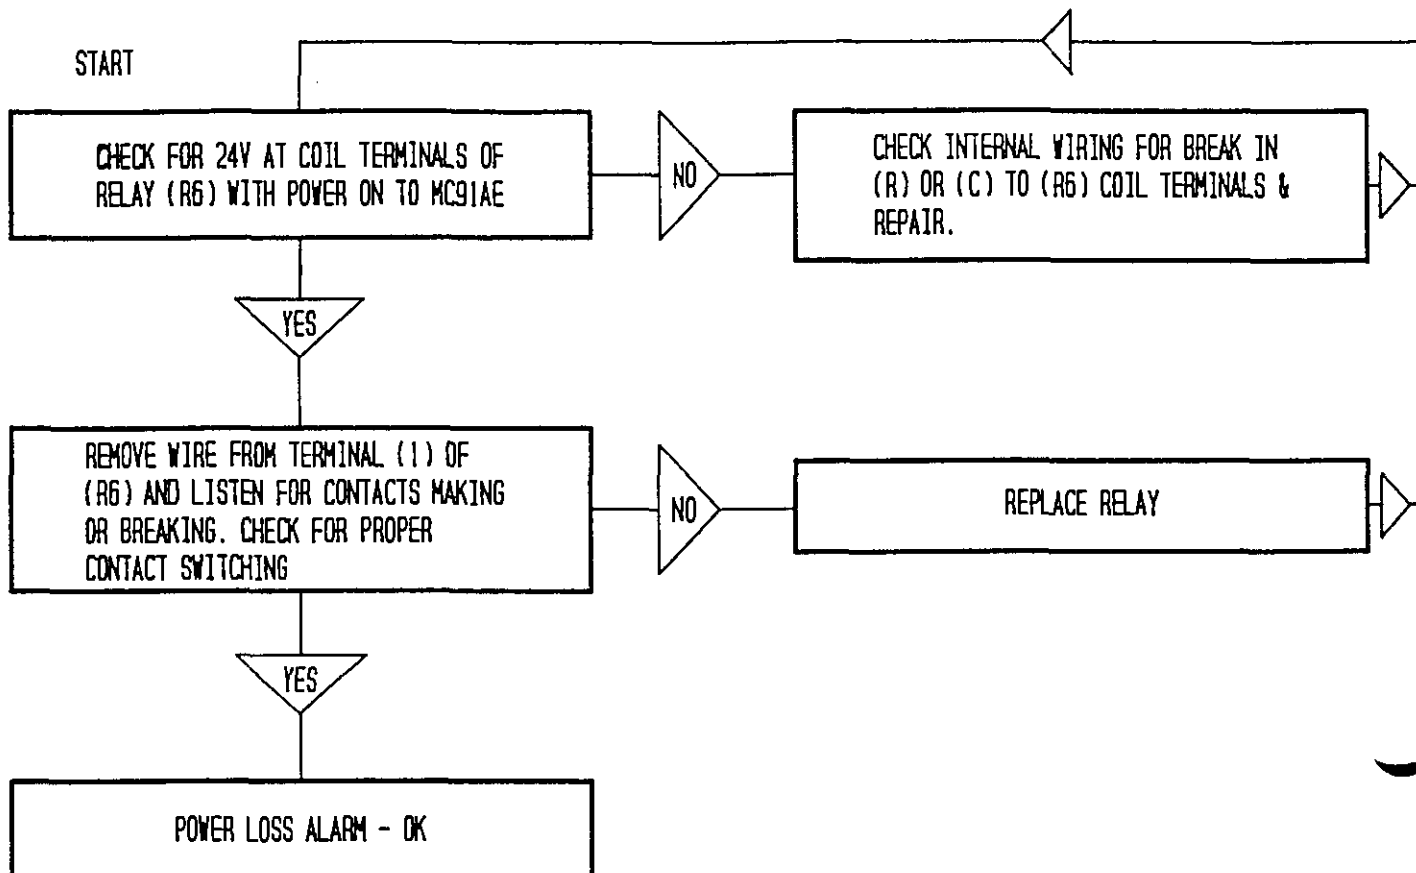 START
CHECK FOR 24V AT COIL TERMINALS OF
RELAY (R6) WITH POWER ON TO MC91AE
NO
CHECK INTERNAL WIRING FOR BREAK IN
(R) OR (C) TO (R6) COIL TERMINALS &
REPAIR.
YES
REMOVE WIRE FROM TERMINAL (1) OF
(R6) AND LISTEN FOR CONTACTS MAKING
OR BREAKING. CHECK FOR PROPER
CONTACT SWITCHING
NO
REPLACE RELAY
YES
POWER LOSS ALARM - OK